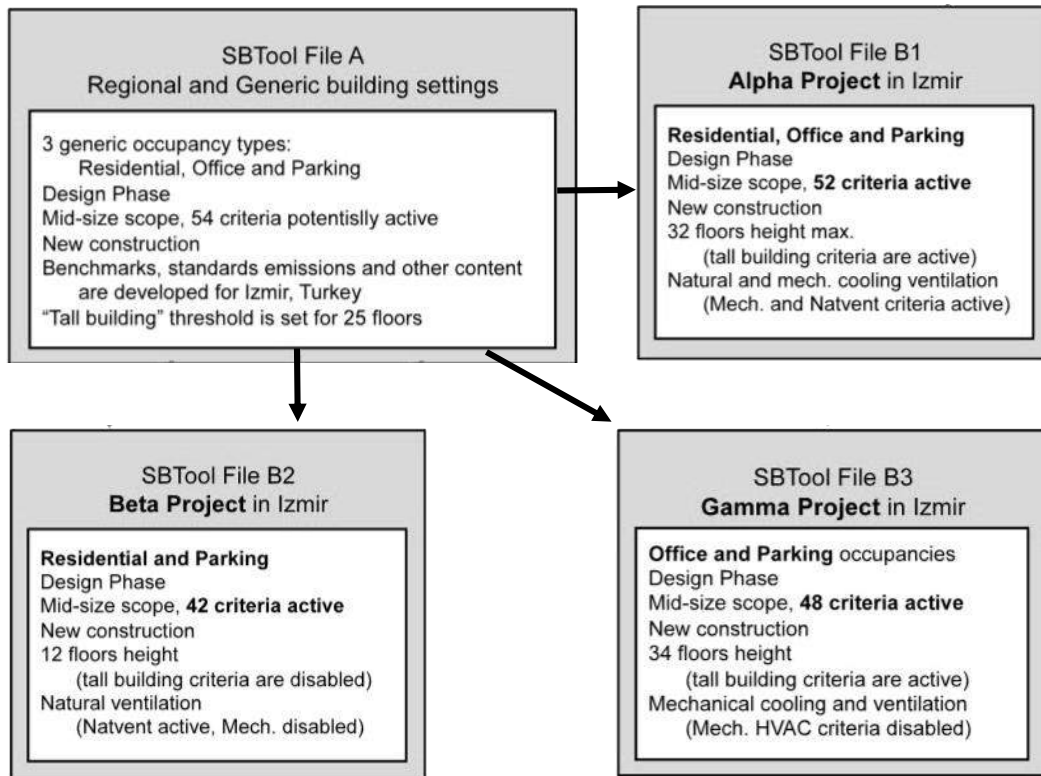 SBTool File A
Regional and Generic building settings
3 generic occupancy types:
Residential, Office and Parking
Design Phase
Mid-size scope, 54 criteria potentislly active
New construction
Benchmarks, standards emissions and other content
are developed for Izmir, Turkey
“Tall building” threshold is set for 25 floors
SBTool File B1
Alpha Project in Izmir
Residential, Office and Parking
Design Phase
Mid-size scope, 52 criteria active
New construction
32 floors height max.
(tall building criteria are active)
Natural and mech. cooling ventilation
(Mech. and Natvent criteria active)
SBTool File B2
Beta Project in Izmir
Residential and Parking
Design Phase
Mid-size scope, 42 criteria active
New construction
12 floors height
(tall building criteria are disabled)
Natural ventilation
(Natvent active, Mech. disabled)
SBTool File B3
Gamma Project in Izmir
Office and Parking occupancies
Design Phase
Mid-size scope, 48 criteria active
New construction
34 floors height
(tall building criteria are active)
Mechanical cooling and ventilation
(Mech. HVAC criteria disabled)